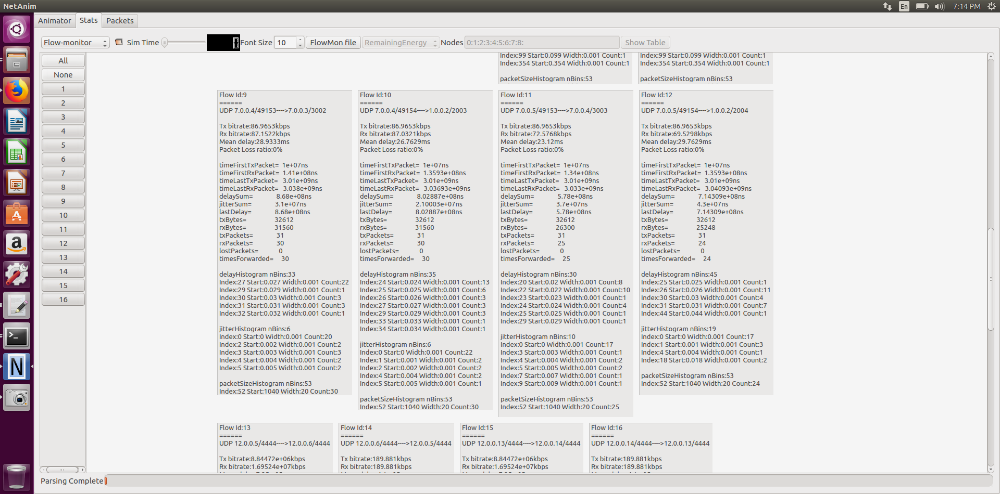 NetAnim
En
7:14 PM
Animator Stats Packets
Flow-monitor Sim Time Font Size 10 FlowMon file RemainingEnergy Nodes 0:1:2:3:4:5:6:7:8: Show Table
All
None
1
2
3
4
5
6
7
8
9
10
11
12
13
14
15
16
Index:99 Start:0.099 Width:0.001 Count:1
Index:354 Start:0.354 Width:0.001 Count:1
packetSizeHistogram nBins:53
Index:99 Start:0.099 Width:0.001 Count:1
Index:354 Start:0.354 Width:0.001 Count:1
packetSizeHistogram nBins:53
Flow Id:9
======
UDP 7.0.0.4/49153---->7.0.0.3/3002
Tx bitrate:86.9653kbps
Rx bitrate:87.1522kbps
Mean delay:28.9333ms
Packet Loss ratio:0%
timeFirstTxPacket= 1e+07ns
timeFirstRxPacket= 1.41e+08ns
timeLastTxPacket= 3.01e+09ns
timeLastRxPacket= 3.038e+09ns
delaySum= 8.68e+08ns
jitterSum= 3.1e+07ns
lastDelay= 8.68e+08ns
txBytes= 32612
rxBytes= 31560
txPackets= 31
rxPackets= 30
lostPackets= 0
timesForwarded= 30
delayHistogram nBins:33
Index:27 Start:0.027 Width:0.001 Count:22
Index:29 Start:0.029 Width:0.001 Count:1
Index:30 Start:0.03 Width:0.001 Count:3
Index:31 Start:0.031 Width:0.001 Count:3
Index:32 Start:0.032 Width:0.001 Count:1
jitterHistogram nBins:6
Index:0 Start:0 Width:0.001 Count:20
Index:2 Start:0.002 Width:0.001 Count:2
Index:3 Start:0.003 Width:0.001 Count:3
Index:4 Start:0.004 Width:0.001 Count:2
Index:5 Start:0.005 Width:0.001 Count:2
packetSizeHistogram nBins:53
Index:52 Start:1040 Width:20 Count:30
Flow Id:10
======
UDP 7.0.0.4/49154---->1.0.0.2/2003
Tx bitrate:86.9653kbps
Rx bitrate:87.0321kbps
Mean delay:26.7629ms
Packet Loss ratio:0%
timeFirstTxPacket= 1e+07ns
timeFirstRxPacket= 1.3593e+08ns
timeLastTxPacket= 3.01e+09ns
timeLastRxPacket= 3.03693e+09ns
delaySum= 8.02887e+08ns
jitterSum= 2.10003e+07ns
lastDelay= 8.02887e+08ns
txBytes= 32612
rxBytes= 31560
txPackets= 31
rxPackets= 30
lostPackets= 0
timesForwarded= 30
delayHistogram nBins:35
Index:24 Start:0.024 Width:0.001 Count:13
Index:25 Start:0.025 Width:0.001 Count:6
Index:26 Start:0.026 Width:0.001 Count:3
Index:27 Start:0.027 Width:0.001 Count:3
Index:29 Start:0.029 Width:0.001 Count:3
Index:33 Start:0.033 Width:0.001 Count:1
Index:34 Start:0.034 Width:0.001 Count:1
jitterHistogram nBins:6
Index:0 Start:0 Width:0.001 Count:22
Index:1 Start:0.001 Width:0.001 Count:2
Index:2 Start:0.002 Width:0.001 Count:2
Index:4 Start:0.004 Width:0.001 Count:2
Index:5 Start:0.005 Width:0.001 Count:1
packetSizeHistogram nBins:53
Index:52 Start:1040 Width:20 Count:30
Flow Id:11
======
UDP 7.0.0.5/49153---->7.0.0.4/3003
Tx bitrate:86.9653kbps
Rx bitrate:72.5768kbps
Mean delay:23.12ms
Packet Loss ratio:0%
timeFirstTxPacket= 1e+07ns
timeFirstRxPacket= 1.34e+08ns
timeLastTxPacket= 3.01e+09ns
timeLastRxPacket= 3.033e+09ns
delaySum= 5.78e+08ns
jitterSum= 3.7e+07ns
lastDelay= 5.78e+08ns
txBytes= 32612
rxBytes= 26300
txPackets= 31
rxPackets= 25
lostPackets= 0
timesForwarded= 25
delayHistogram nBins:30
Index:20 Start:0.02 Width:0.001 Count:8
Index:22 Start:0.022 Width:0.001 Count:10
Index:23 Start:0.023 Width:0.001 Count:1
Index:24 Start:0.024 Width:0.001 Count:4
Index:25 Start:0.025 Width:0.001 Count:1
Index:29 Start:0.029 Width:0.001 Count:1
jitterHistogram nBins:10
Index:0 Start:0 Width:0.001 Count:17
Index:3 Start:0.003 Width:0.001 Count:1
Index:4 Start:0.004 Width:0.001 Count:2
Index:5 Start:0.005 Width:0.001 Count:2
Index:7 Start:0.007 Width:0.001 Count:1
Index:9 Start:0.009 Width:0.001 Count:1
packetSizeHistogram nBins:53
Index:52 Start:1040 Width:20 Count:25
Flow Id:12
======
UDP 7.0.0.5/49154---->1.0.0.2/2004
Tx bitrate:86.9653kbps
Rx bitrate:69.5298kbps
Mean delay:29.7629ms
Packet Loss ratio:0%
timeFirstTxPacket= 1e+07ns
timeFirstRxPacket= 1.3593e+08ns
timeLastTxPacket= 3.01e+09ns
timeLastRxPacket= 3.04093e+09ns
delaySum= 7.14309e+08ns
jitterSum= 4.3e+07ns
lastDelay= 7.14309e+08ns
txBytes= 32612
rxBytes= 25248
txPackets= 31
rxPackets= 24
lostPackets= 0
timesForwarded= 24
delayHistogram nBins:45
Index:25 Start:0.025 Width:0.001 Count:1
Index:26 Start:0.026 Width:0.001 Count:11
Index:30 Start:0.03 Width:0.001 Count:4
Index:31 Start:0.031 Width:0.001 Count:7
Index:44 Start:0.044 Width:0.001 Count:1
jitterHistogram nBins:19
Index:0 Start:0 Width:0.001 Count:17
Index:1 Start:0.001 Width:0.001 Count:3
Index:4 Start:0.004 Width:0.001 Count:1
Index:18 Start:0.018 Width:0.001 Count:2
packetSizeHistogram nBins:53
Index:52 Start:1040 Width:20 Count:24
Flow Id:13
======
UDP 12.0.0.5/4444---->12.0.0.6/4444
Tx bitrate:8.84472e+06kbps
Rx bitrate:1.69524e+07kbps
Flow Id:14
======
UDP 12.0.0.6/4444---->12.0.0.5/4444
Tx bitrate:189.881kbps
Rx bitrate:189.881kbps
Flow Id:15
======
UDP 12.0.0.13/4444---->12.0.0.14/4444
Tx bitrate:8.84472e+06kbps
Rx bitrate:1.69524e+07kbps
Flow Id:16
======
UDP 12.0.0.14/4444---->12.0.0.13/4444
Tx bitrate:189.881kbps
Rx bitrate:189.881kbps
Parsing Complete